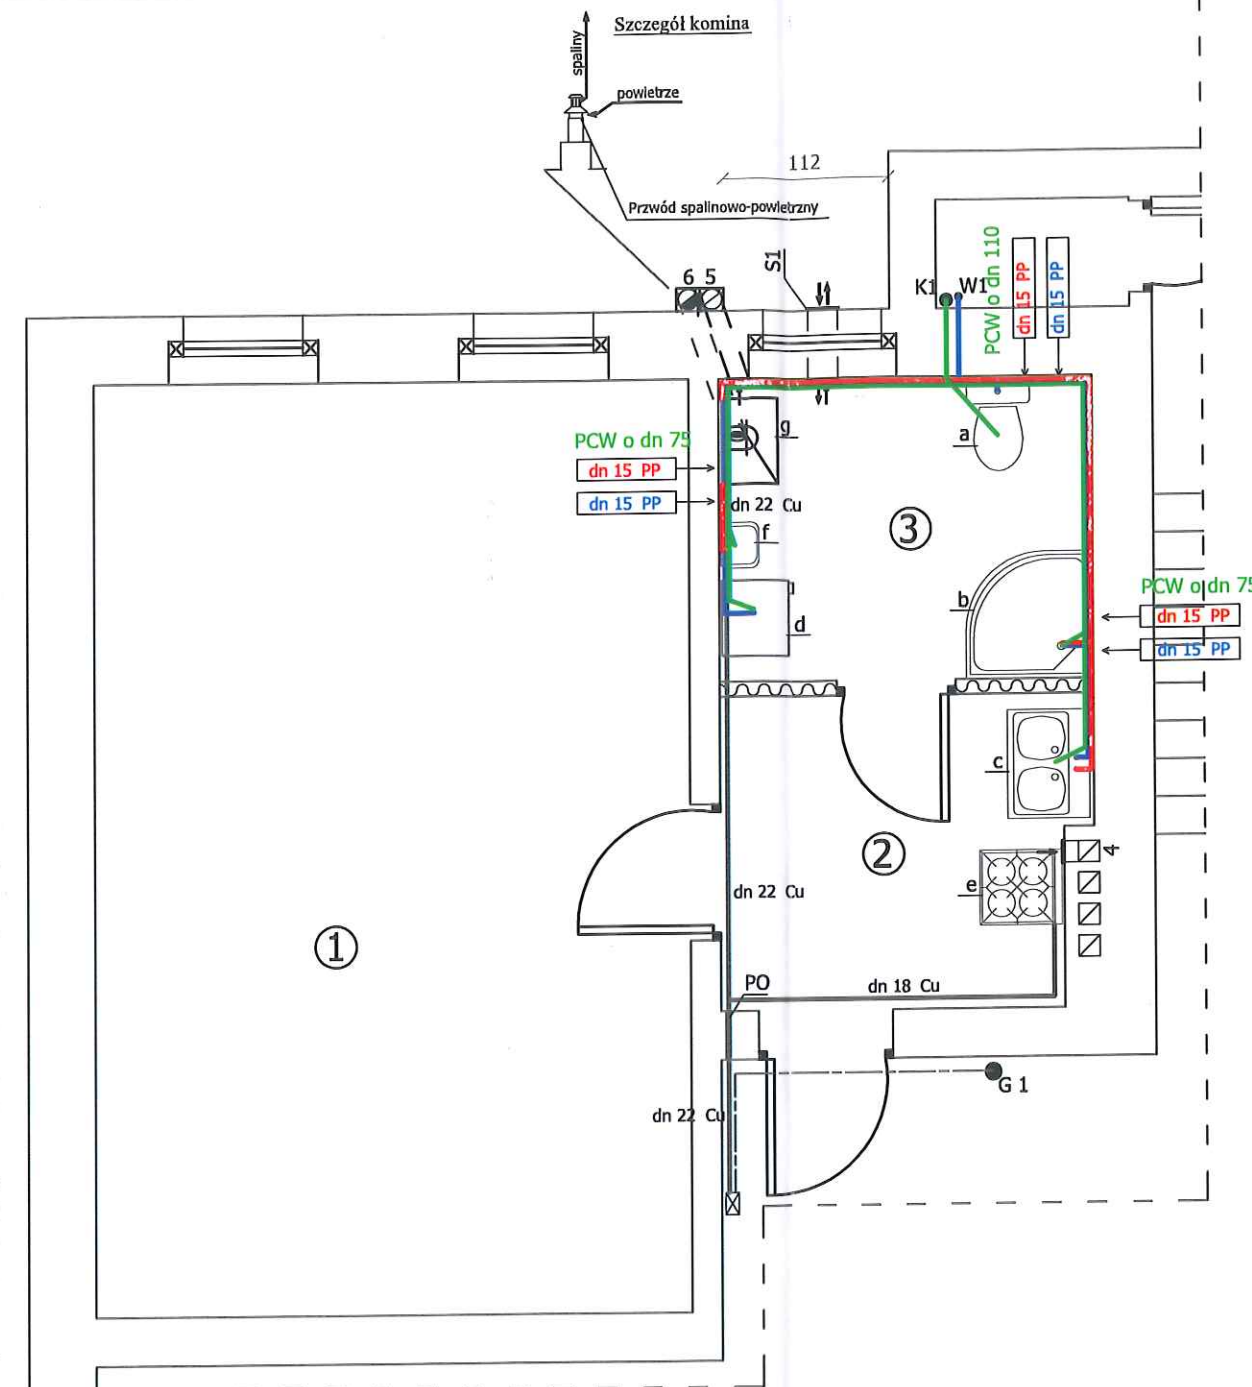 Szczegół komina
spaliny
powietrze
112
Przwód spalinowo-powietrzny
6 5
S1
K1
W1
PCW o dn 110
dn 15 PP
dn 15 PP
PCW o dn 75
dn 15 PP
dn 15 PP
g
a
dn 22 Cu
f
3
b
d
PCW o dn 75
dn 15 PP
dn 15 PP
c
2
4
e
dn 22 Cu
1
PO
dn 18 Cu
G 1
dn 22 Cu